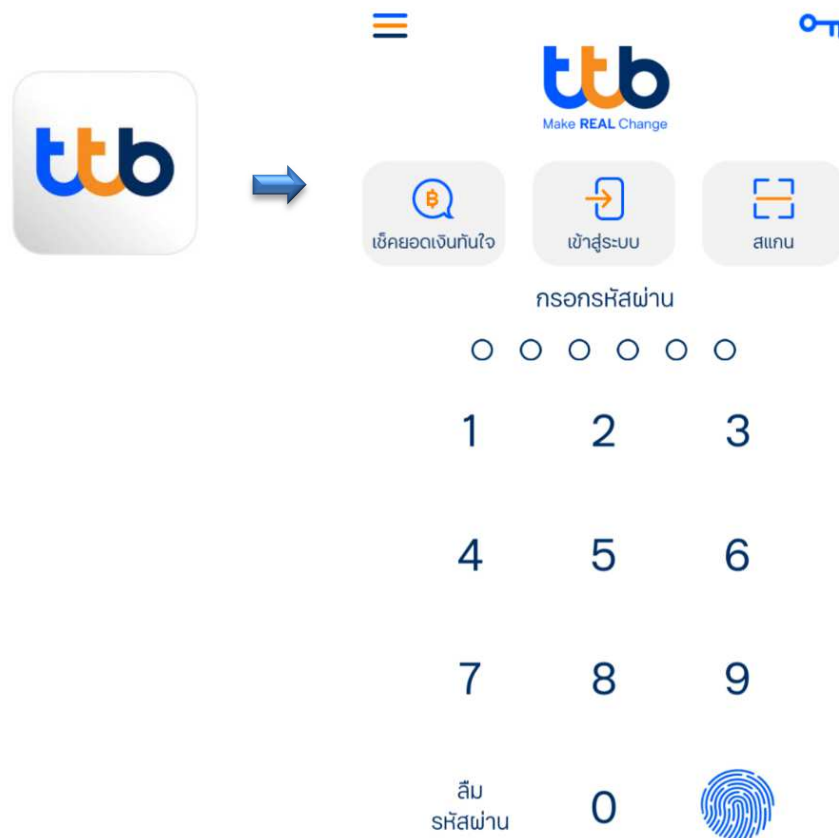 ttb
ttb
Make REAL Change
เช็คยอดเงินทันใจ
เข้าสู่ระบบ
สแกน
กรอกรหัสผ่าน
1 2 3
4 5 6
7 8 9
ลืม
รหัสผ่าน
0